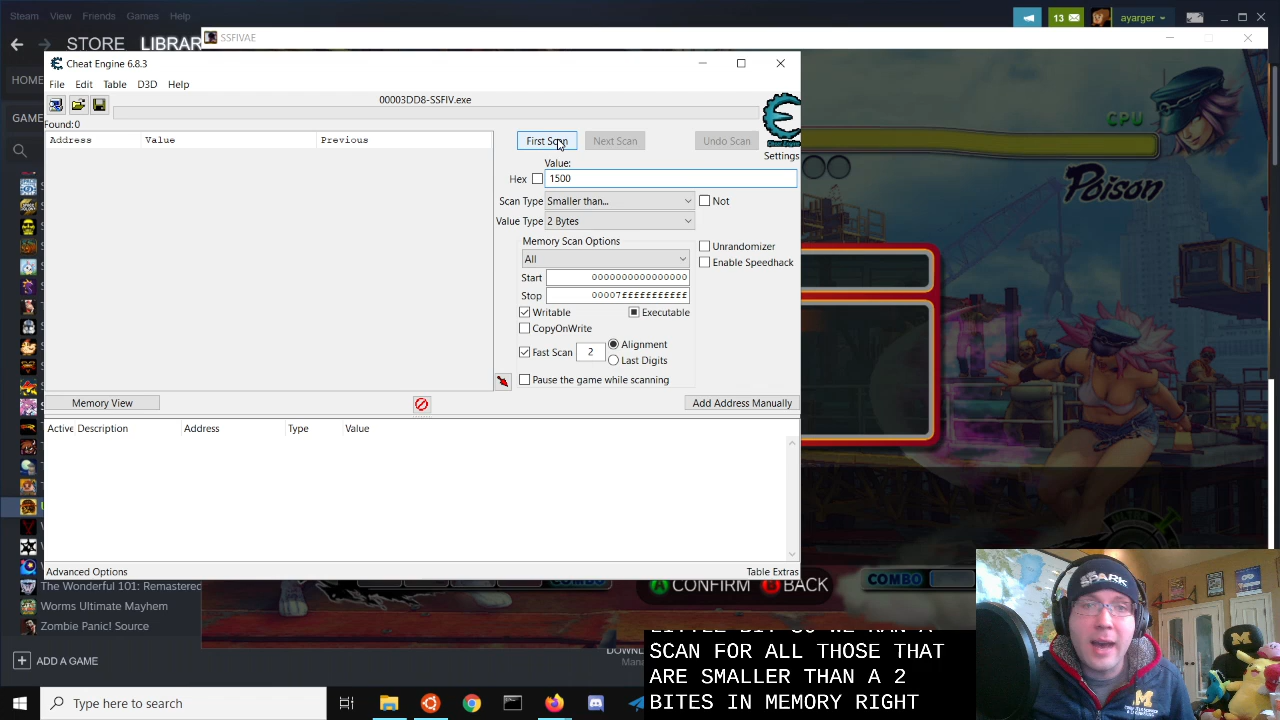 Steam View Friends Games Help
13 ayarger
STORE LIBRAR
SSFIVAE
HOME
GAME
Cheat Engine 6.8.3
File Edit Table D3D Help
00003DD8-SSFIV.exe
Found:0
Address Value Previous
First Scan Next Scan Undo Scan
Settings
Value:
Hex 1500
Scan Type Smaller than... Not
Value Type 2 Bytes
Memory Scan Options
All
Unrandomizer
Enable Speedhack
Start 0000000000000000
Stop 00007fffffffffff
Writable Executable
CopyOnWrite
Fast Scan 2 Alignment
Last Digits
Pause the game while scanning
Memory View Add Address Manually
Active Description Address Type Value
Advanced Options Table Extras
CPU
Poison
COMBO
CONFIRM BACK
COMBO
The Wonderful 101: Remastered
Worms Ultimate Mayhem
Zombie Panic! Source
ADD A GAME
SCAN FOR ALL THOSE THAT
ARE SMALLER THAN A 2
BITES IN MEMORY RIGHT
SPARK
M
M
Type here to search